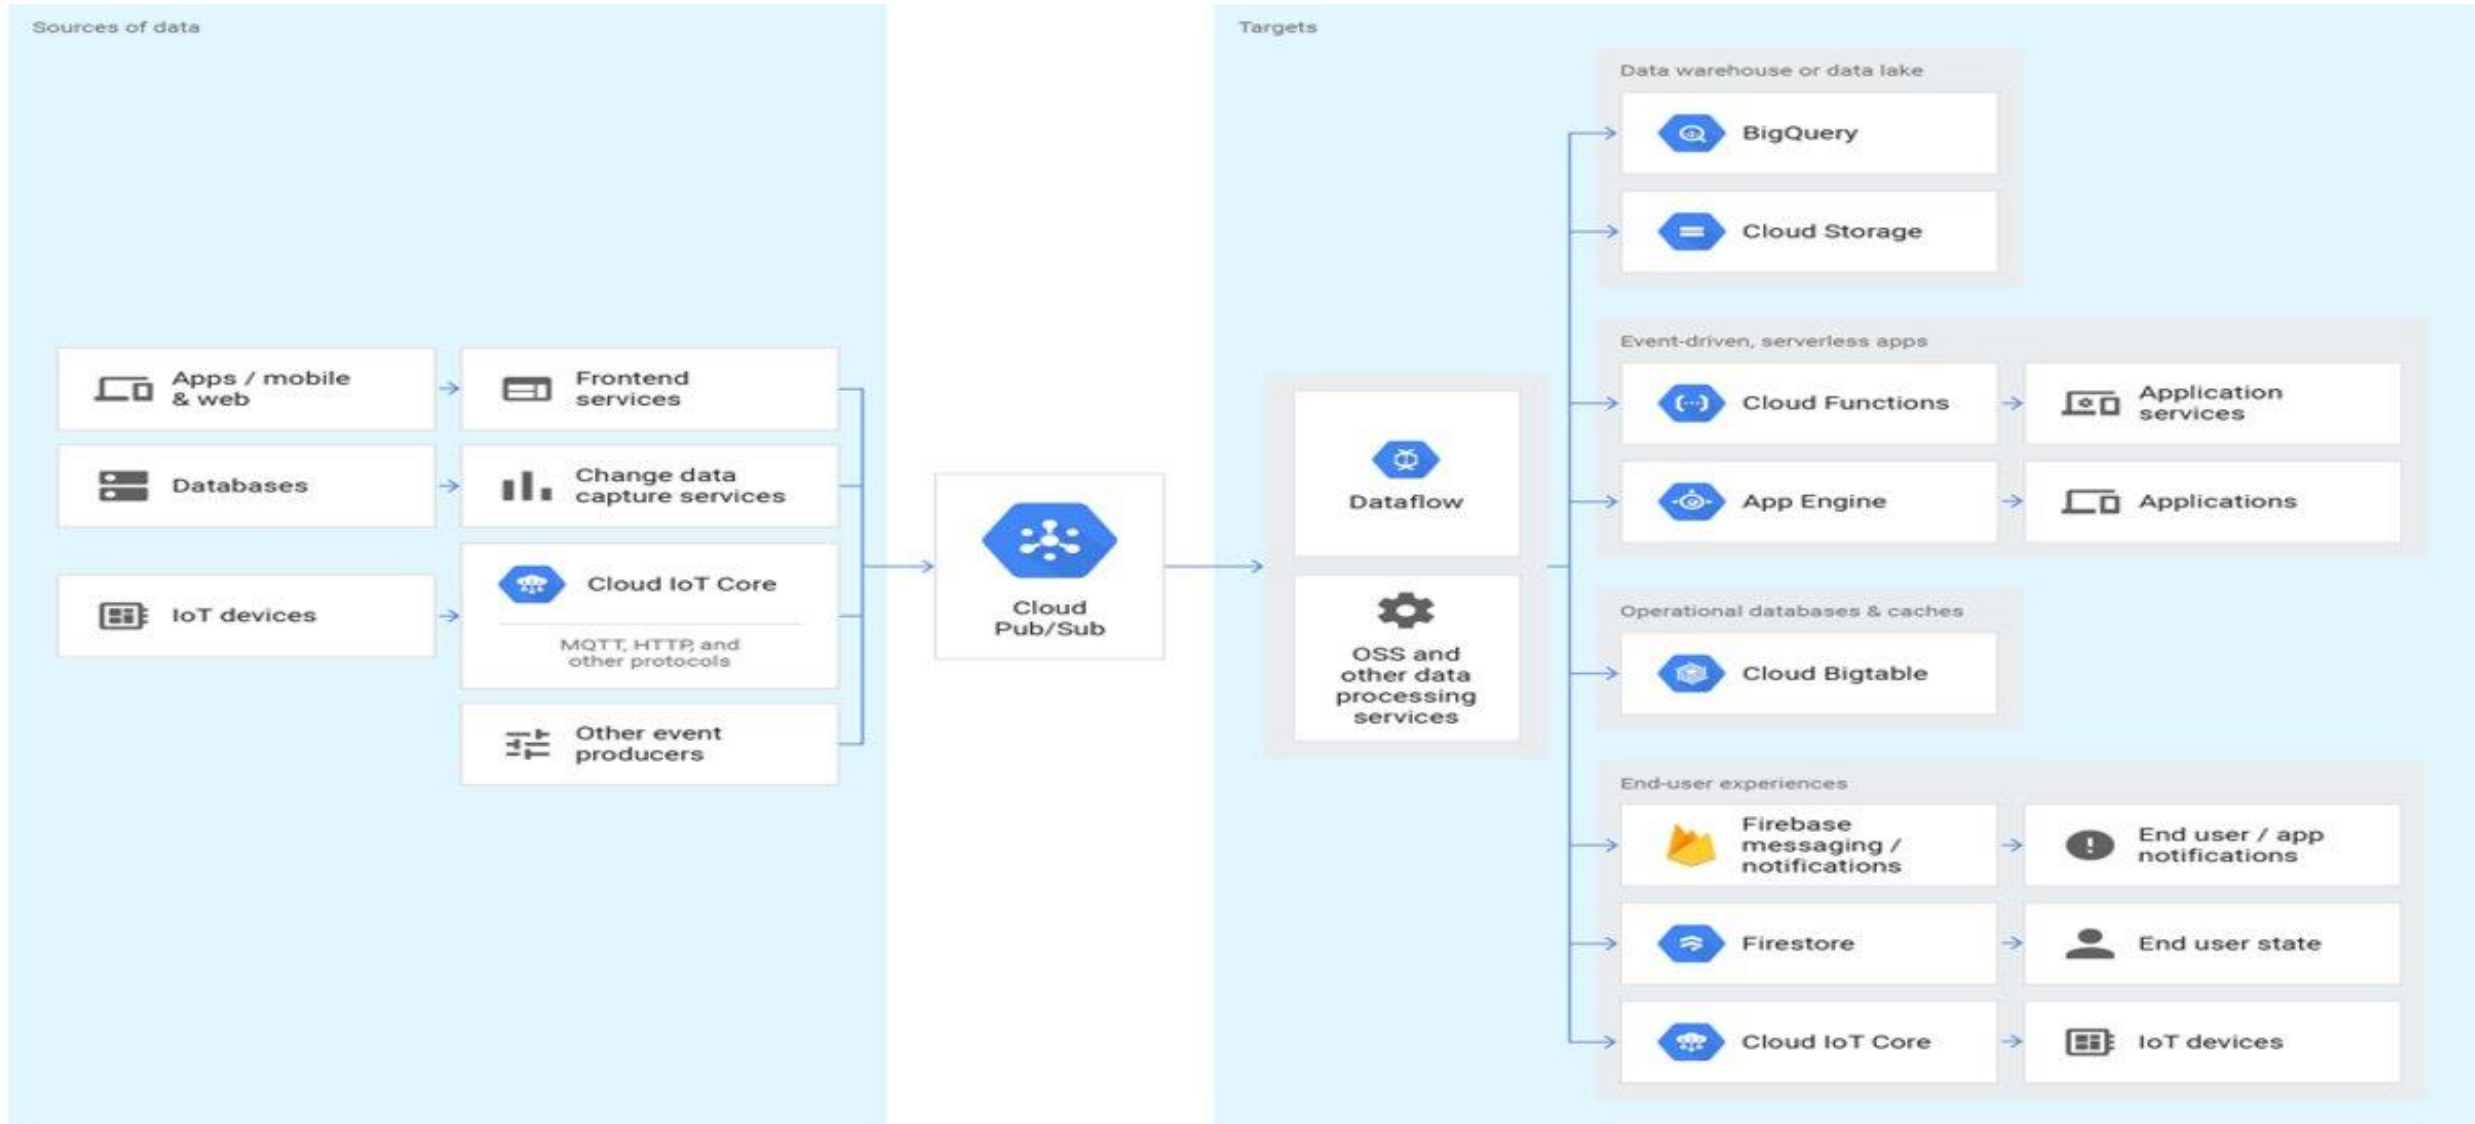 Sources of data
Apps / mobile
& web
Frontend
services
Databases
Change data
capture services
IoT devices
Cloud IoT Core
MQTT, HTTP, and
other protocols
Other event
producers
Cloud
Pub/Sub
Targets
Dataflow
OSS and
other data
processing
services
Data warehouse or data lake
BigQuery
Cloud Storage
Event-driven, serverless apps
Cloud Functions
Application
services
App Engine
Applications
Operational databases & caches
Cloud Bigtable
End-user experiences
Firebase
messaging /
notifications
End user / app
notifications
Firestore
End user state
Cloud IoT Core
IoT devices